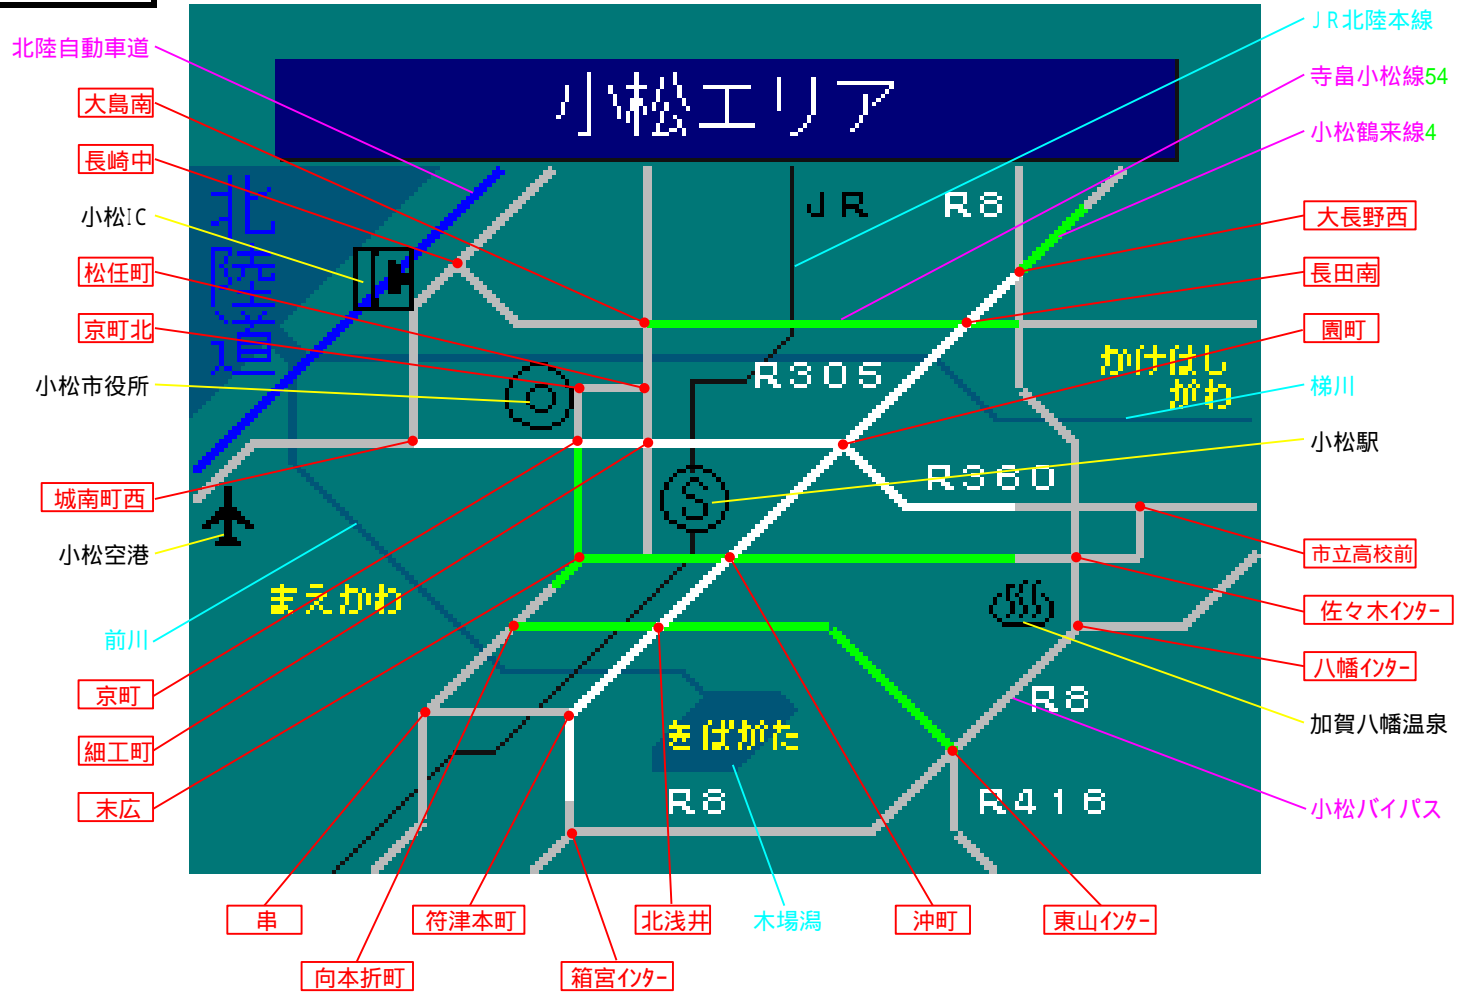 小松エリア
北陸自動車道
大島南
長崎中
小松IC
松任町
京町北
小松市役所
城南町西
小松空港
前川
京町
細工町
末広
JR北陸本線
寺畠小松線54
小松鶴来線4
大長野西
長田南
園町
梯川
小松駅
市立高校前
佐々木インター
八幡インター
加賀八幡温泉
小松バイパス
北陸道
JR
R8
R305
かけはし
がわ
R360
S
まえかわ
きばがた
R8
R8
R416
串
符津本町
北浅井
木場潟
沖町
東山インター
向本折町
箱宮インター